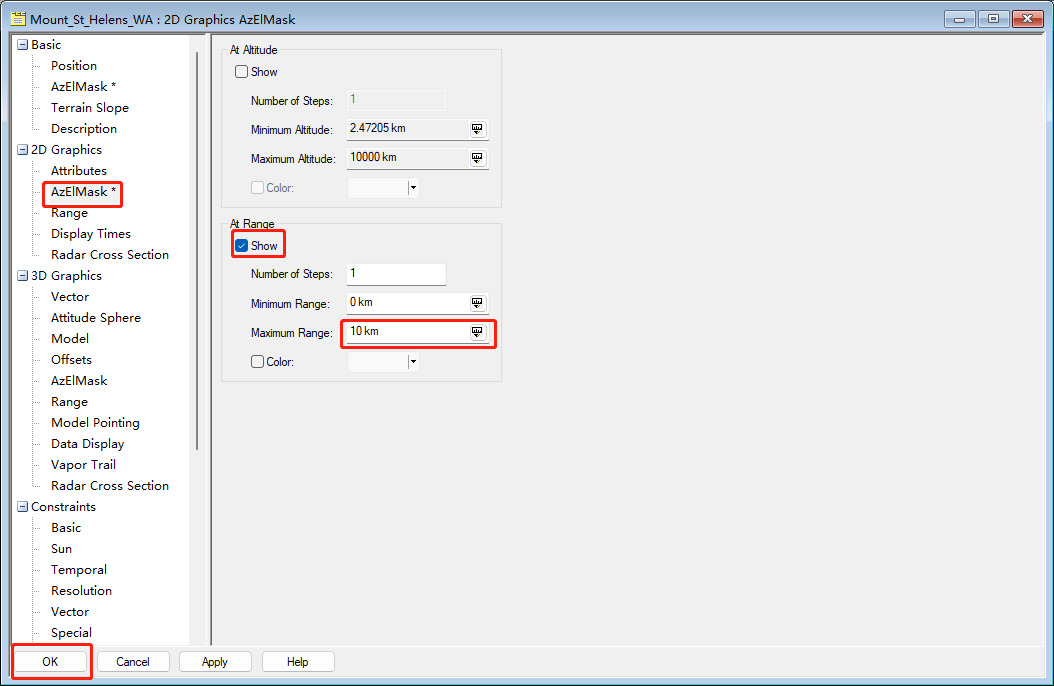 Mount_St_Helens_WA : 2D Graphics AzElMask
Basic
Position
AzElMask *
Terrain Slope
Description
2D Graphics
Attributes
AzElMask *
Range
Display Times
Radar Cross Section
3D Graphics
Vector
Attitude Sphere
Model
Offsets
AzElMask
Range
Model Pointing
Data Display
Vapor Trail
Radar Cross Section
Constraints
Basic
Sun
Temporal
Resolution
Vector
Special
At Altitude
Show
Number of Steps: 1
Minimum Altitude: 2.47205 km
Maximum Altitude: 10000 km
Color:
At Range
Show
Number of Steps: 1
Minimum Range: 0 km
Maximum Range: 10 km
Color:
OK Cancel Apply Help